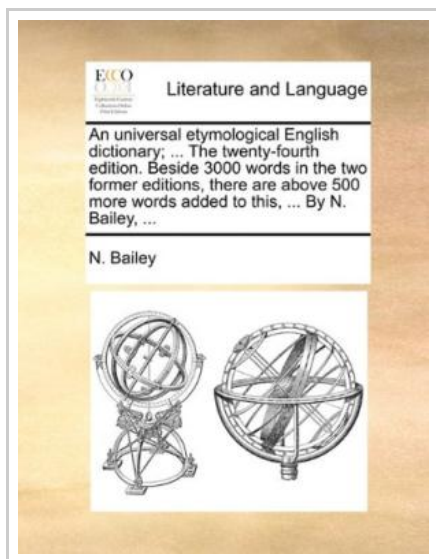 ECCO
Literature and Language
An universal etymological English
dictionary; ... The twenty-fourth
edition. Beside 3000 words in the two
former editions, there are above 500
more words added to this, ... By N.
Bailey, ...
N. Bailey